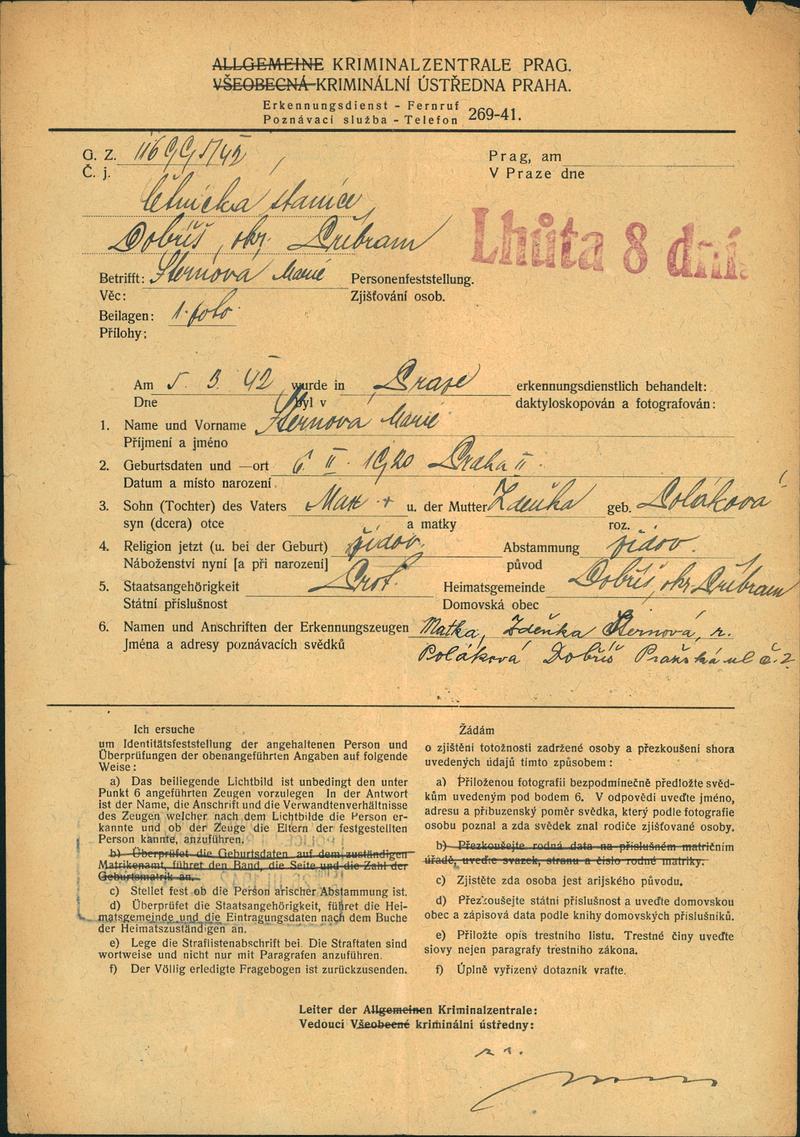 ALLGEMEINE KRIMINALZENTRALE PRAG.
VŠEOBECNÁ KRIMINÁLNÍ ÚSTŘEDNA PRAHA.
Erkennungsdienst - Fernruf
Poznávací služba - Telefon 269-41.
G. Z.
Č. j.
Prag, am
V Praze dne
četnická stanice
Dobříš, okr. Příbram
Lhůta 8 dní.
Betrifft: Sternová Marie Personenfeststellung.
Věc: Zjišťování osob.
Beilagen: 1 foto
Přílohy:
Am 5. 3. 42 wurde in Praze erkennungsdienstlich behandelt:
Dne byl v daktyloskopován a fotografován:
1. Name und Vorname Sternová Marie
Příjmení a jméno
2. Geburtsdaten und —ort 6. II. 1920 Praha II.
Datum a místo narození
3. Sohn (Tochter) des Vaters Max + u. der Mutter Zdeňka geb. Poláková
syn (dcera) otce a matky roz.
4. Religion jetzt (u. bei der Geburt) židov. Abstammung židov.
Náboženství nyní [a při narození] původ
5. Staatsangehörigkeit Prot. Heimatsgemeinde Dobříš, okr. Příbram
Státní příslušnost Domovská obec
6. Namen und Anschriften der Erkennungszeugen Matka, Zdeňka Sternová, r.
Jména a adresy poznávacích svědků Poláková Dobříš Pražská ul č. 2
Ich ersuche
um Identitätsfeststellung der angehaltenen Person und
Überprüfungen der obenangeführten Angaben auf folgende
Weise:
a) Das beiliegende Lichtbild ist unbedingt den unter
Punkt 6 angeführten Zeugen vorzulegen. In der Antwort
ist der Name, die Anschrift und die Verwandtenverhältnisse
des Zeugen welcher nach dem Lichtbilde die Person er-
kannte und ob der Zeuge die Eltern der festgestellten
Person kannte, anzuführen.
b) Überprüfet die Geburtsdaten auf dem zuständigen
Matrikenamt, führet den Band, die Seite und die Zahl der
Geburtsmatrik an.
c) Stellet fest ob die Person arischer Abstammung ist.
d) Überprüfet die Staatsangehörigkeit, führet die Hei-
matsgemeinde und die Eintragungsdaten nach dem Buche
der Heimatszuständigen an.
e) Lege die Straflistenabschrift bei. Die Straftaten sind
wortweise und nicht nur mit Paragrafen anzuführen.
f) Der Völlig erledigte Fragebogen ist zurückzusenden.
Žádám
o zjištění totožnosti zadržené osoby a přezkoušení shora
uvedených údajů tímto způsobem:
a) Přiloženou fotografii bezpodmínečně předložte svěd-
kům uvedeným pod bodem 6. V odpovědi uveďte jméno,
adresu a příbuzenský poměr svědka, který podle fotografie
osobu poznal a zda svědek znal rodiče zjišťované osoby.
b) Přezkoušejte rodná data na příslušném matričním
úřadě, uveďte svazek, stranu a číslo rodné matriky.
c) Zjistěte zda osoba jest arijského původu.
d) Přezkoušejte státní příslušnost a uveďte domovskou
obec a zápisová data podle knihy domovských příslušníků.
e) Přiložte opis trestního listu. Trestné činy uveďte
slovy nejen paragrafy trestního zákona.
f) Úplně vyřízený dotazník vraťte.
Leiter der Allgemeinen Kriminalzentrale:
Vedoucí Všeobecné kriminální ústředny: